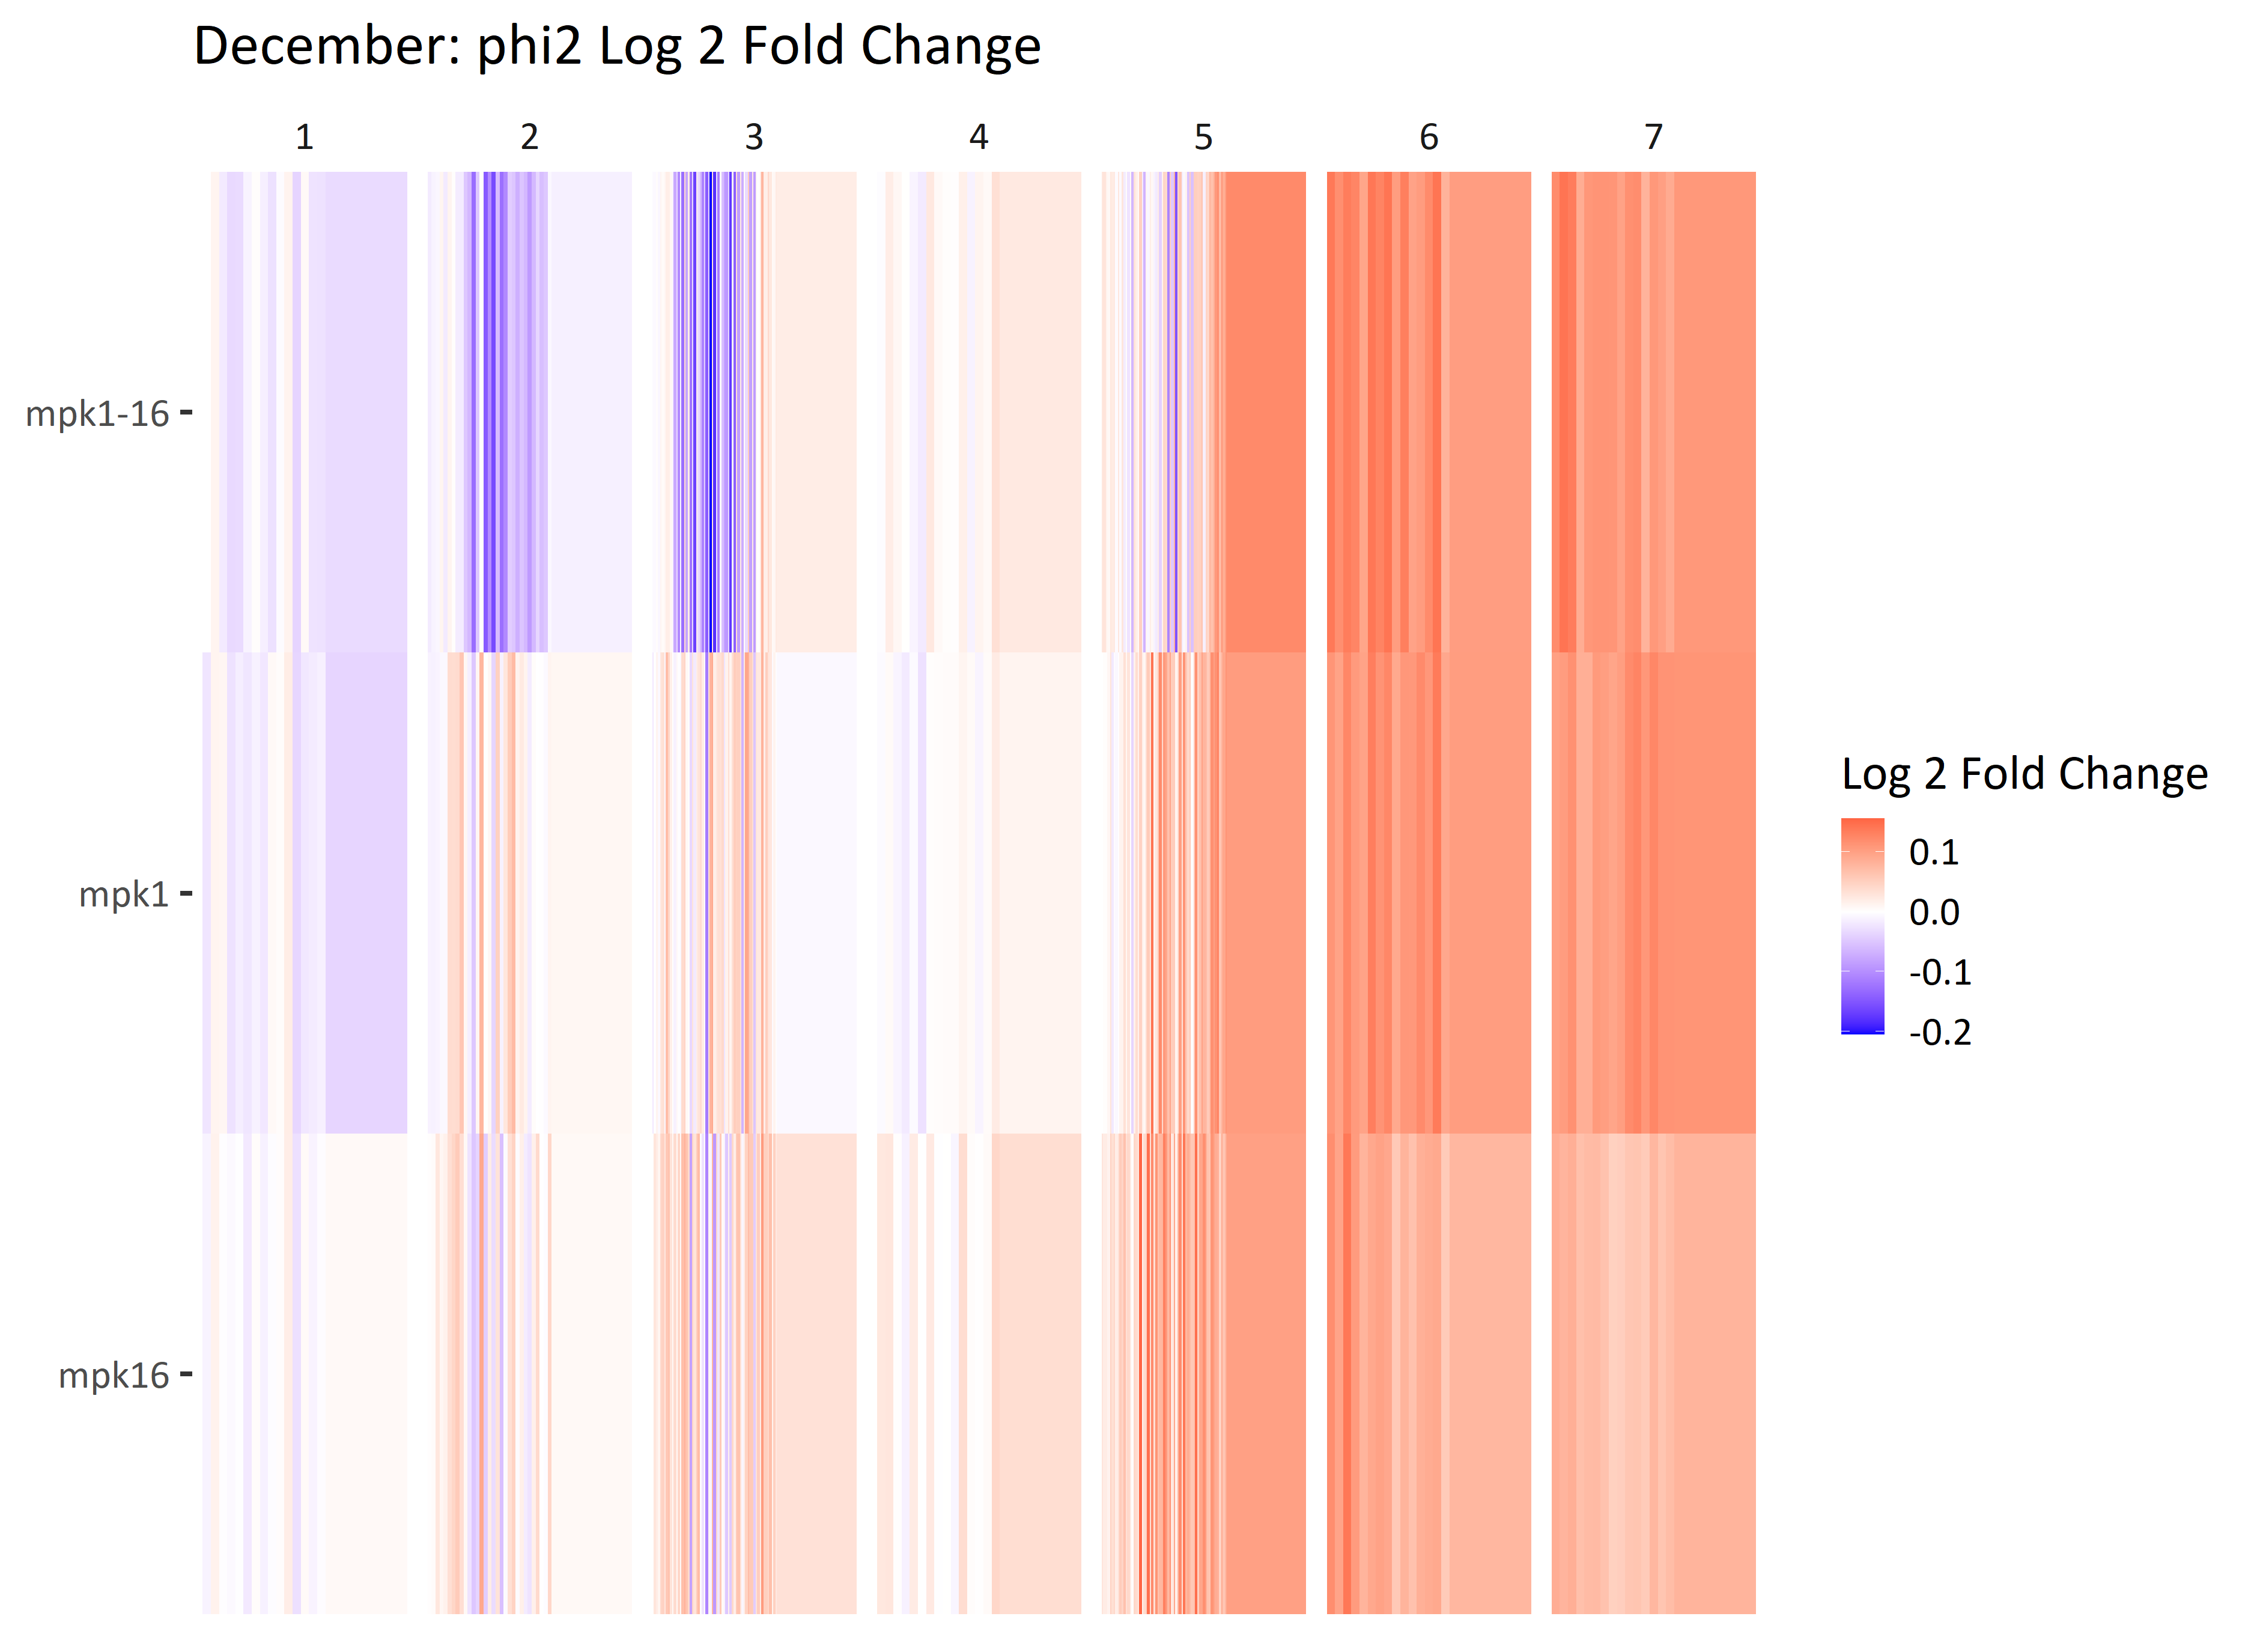 December: phi2 Log 2 Fold Change
1 2 3 4 5 6 7
mpk1-16
mpk1
mpk16
Log 2 Fold Change
0.1
0.0
-0.1
-0.2